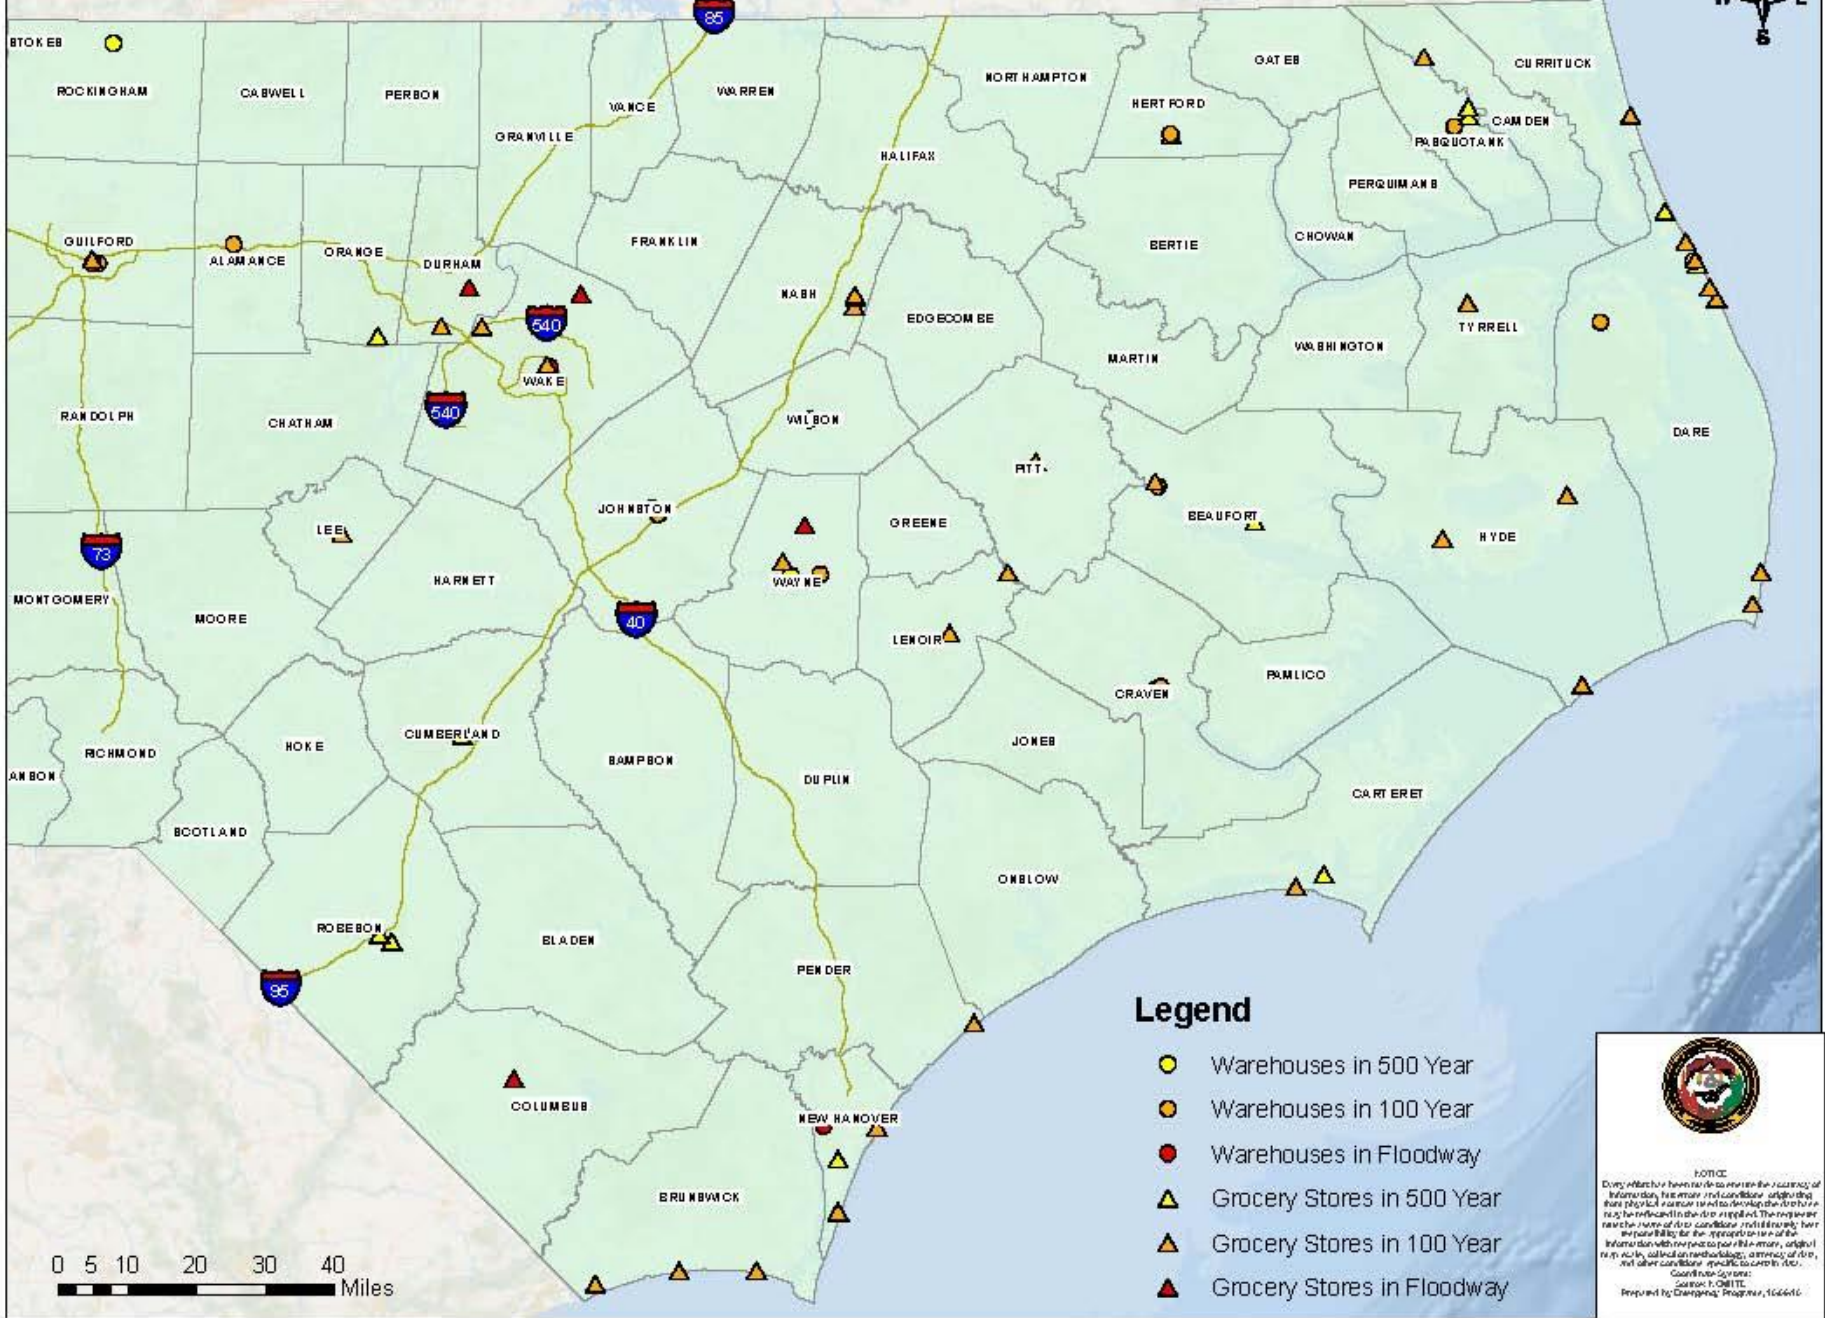 85
S
STOKES
ROCKINGHAM
CASWELL
PERSON
GRANVILLE
VANCE
WARREN
NORTHAMPTON
HERTFORD
GATES
CURRITUCK
CAMDEN
PASQUOTANK
PERQUIMANS
HALIFAX
GUILFORD
ALAMANCE
ORANGE
DURHAM
FRANKLIN
BERTIE
CHOWAN
NASH
EDGECOMBE
540
WAKE
MARTIN
WASHINGTON
TYRRELL
RANDOLPH
CHATHAM
540
WILSON
DARE
PITT
JOHNSTON
LEE
GREENE
BEAUFORT
HYDE
73
HARNETT
WAYNE
MONTGOMERY
MOORE
40
LENOIR
CRAVEN
PAMLICO
RICHMOND
HOKE
CUMBERLAND
SAMPSON
DUPLIN
JONES
ANSON
SCOTLAND
CARTERET
ONSLOW
ROBESON
BLADEN
PENDER
95
COLUMBUS
NEW HANOVER
BRUNSWICK
Legend
Warehouses in 500 Year
Warehouses in 100 Year
Warehouses in Floodway
Grocery Stores in 500 Year
Grocery Stores in 100 Year
Grocery Stores in Floodway
0 5 10 20 30 40
Miles
NOTICE